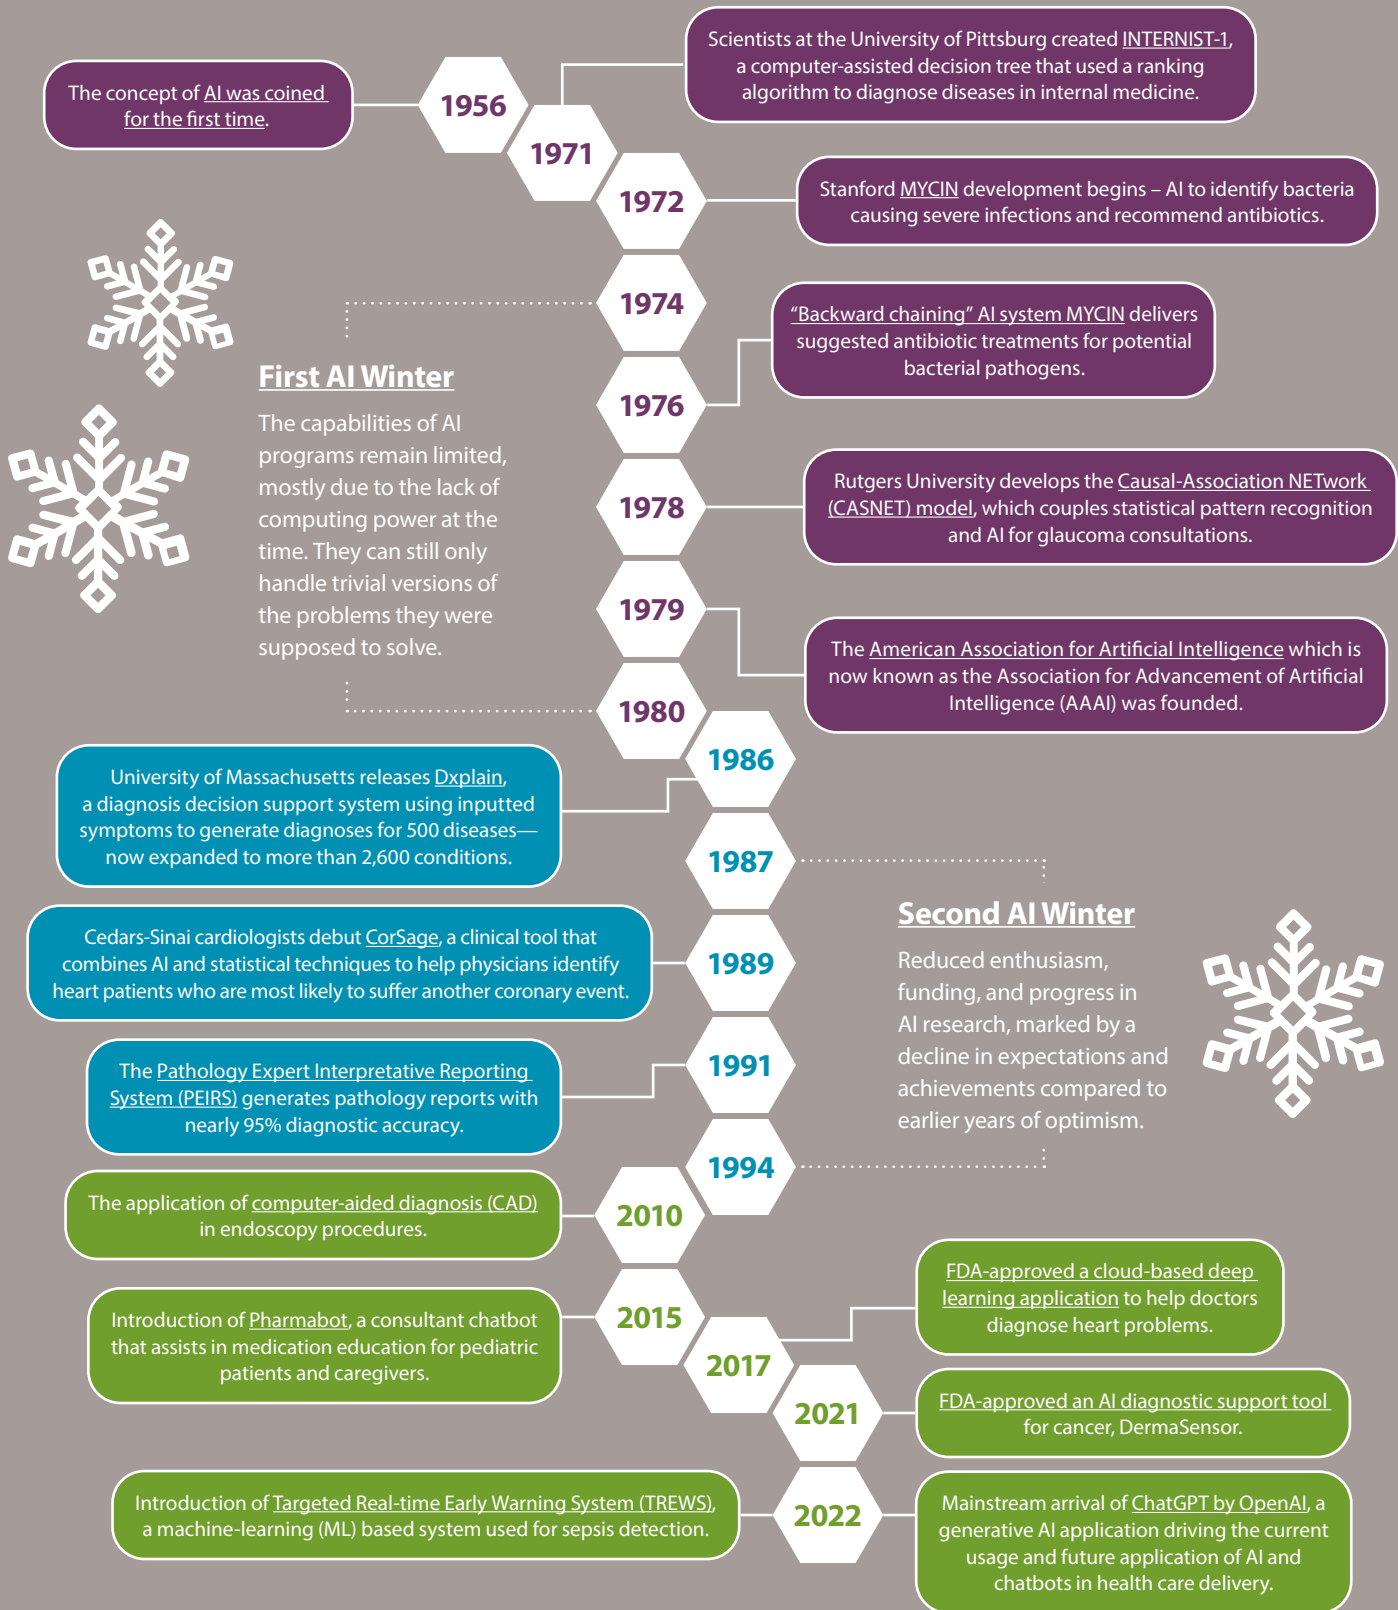 1956
The concept of AI was coined
for the first time.
1971
Scientists at the University of Pittsburg created INTERNIST-1,
a computer-assisted decision tree that used a ranking
algorithm to diagnose diseases in internal medicine.
1972
Stanford MYCIN development begins – AI to identify bacteria
causing severe infections and recommend antibiotics.
1974
First AI Winter
The capabilities of AI
programs remain limited,
mostly due to the lack of
computing power at the
time. They can still only
handle trivial versions of
the problems they were
supposed to solve.
1976
“Backward chaining” AI system MYCIN delivers
suggested antibiotic treatments for potential
bacterial pathogens.
1978
Rutgers University develops the Causal-Association NETwork
(CASNET) model, which couples statistical pattern recognition
and AI for glaucoma consultations.
1979
The American Association for Artificial Intelligence which is
now known as the Association for Advancement of Artificial
Intelligence (AAAI) was founded.
1980
1986
University of Massachusetts releases Dxplain,
a diagnosis decision support system using inputted
symptoms to generate diagnoses for 500 diseases—
now expanded to more than 2,600 conditions.
1987
Second AI Winter
Reduced enthusiasm,
funding, and progress in
AI research, marked by a
decline in expectations and
achievements compared to
earlier years of optimism.
1989
Cedars-Sinai cardiologists debut CorSage, a clinical tool that
combines AI and statistical techniques to help physicians identify
heart patients who are most likely to suffer another coronary event.
1991
The Pathology Expert Interpretative Reporting
System (PEIRS) generates pathology reports with
nearly 95% diagnostic accuracy.
1994
2010
The application of computer-aided diagnosis (CAD)
in endoscopy procedures.
2015
Introduction of Pharmabot, a consultant chatbot
that assists in medication education for pediatric
patients and caregivers.
2017
FDA-approved a cloud-based deep
learning application to help doctors
diagnose heart problems.
2021
FDA-approved an AI diagnostic support tool
for cancer, DermaSensor.
2022
Introduction of Targeted Real-time Early Warning System (TREWS),
a machine-learning (ML) based system used for sepsis detection.
Mainstream arrival of ChatGPT by OpenAI, a
generative AI application driving the current
usage and future application of AI and
chatbots in health care delivery.